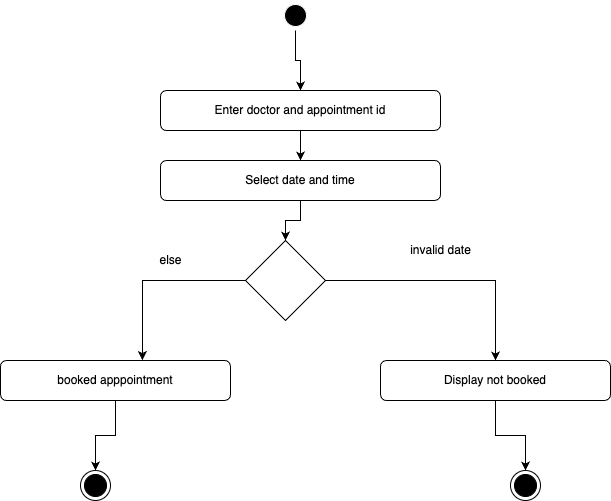 Enter doctor and appointment id
Select date and time
else
invalid date
booked apppointment
Display not booked